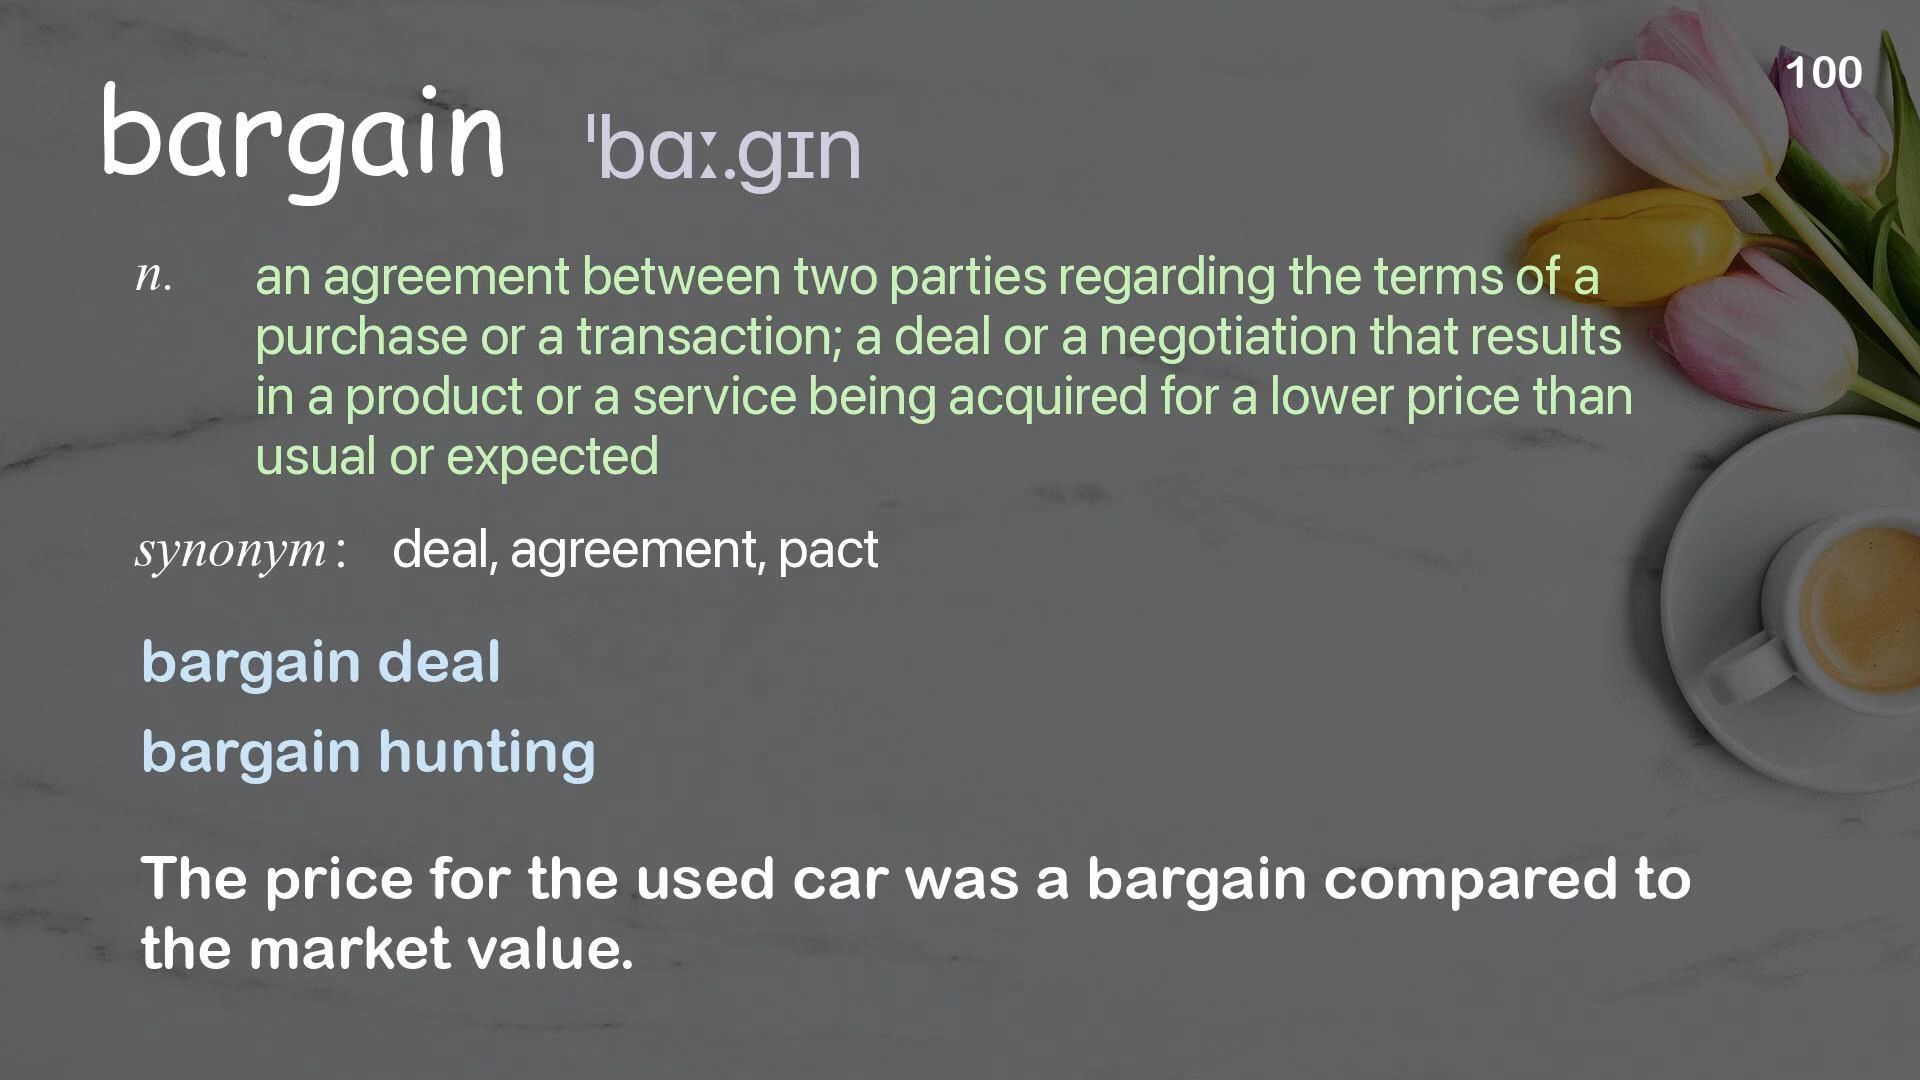 100
bargain ˈbɑː.gɪn
n. an agreement between two parties regarding the terms of a
purchase or a transaction; a deal or a negotiation that results
in a product or a service being acquired for a lower price than
usual or expected
synonym: deal, agreement, pact
bargain deal
bargain hunting
The price for the used car was a bargain compared to
the market value.